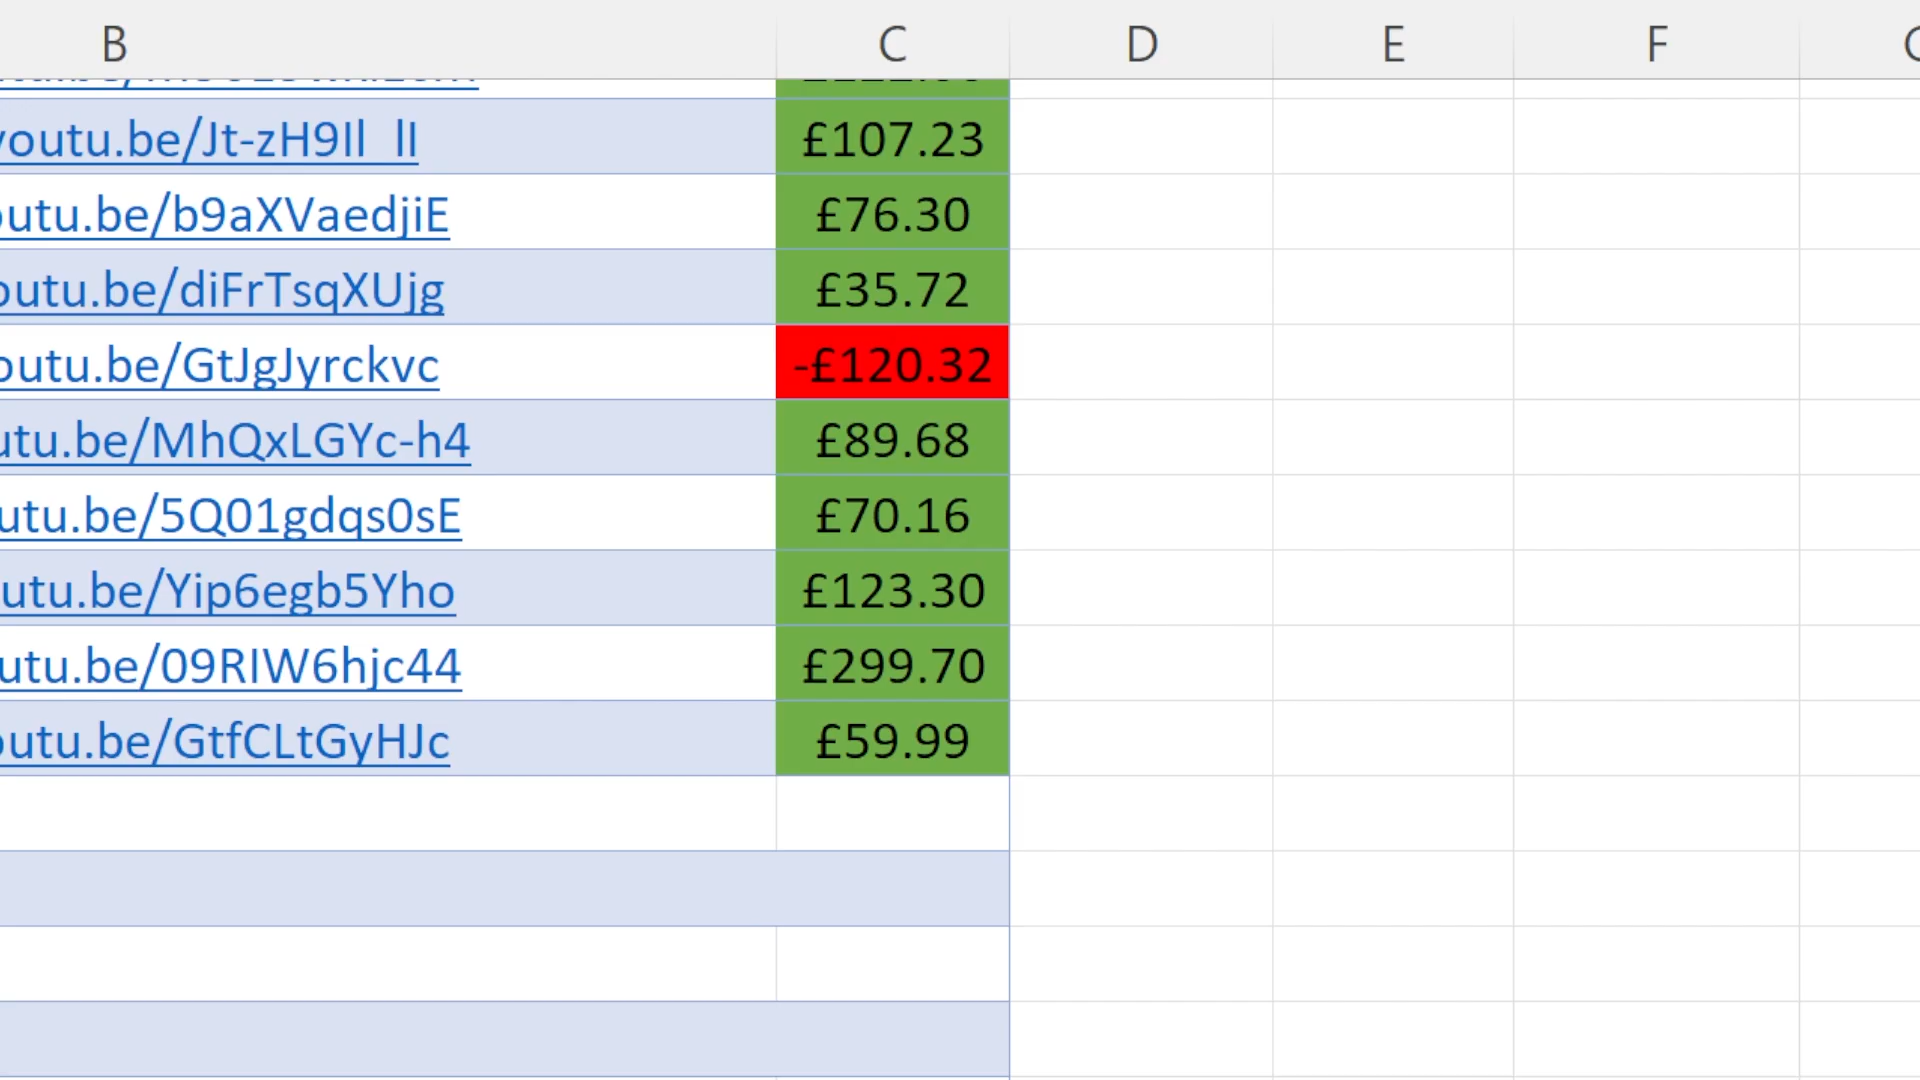 B C D E F
youtu.be/Jt-zH9Il_lI £107.23
outu.be/b9aXVaedjiE £76.30
outu.be/diFrTsqXUjg £35.72
outu.be/GtJgJyrckvc -£120.32
utu.be/MhQxLGYc-h4 £89.68
utu.be/5Q01gdqs0sE £70.16
utu.be/Yip6egb5Yho £123.30
utu.be/09RIW6hjc44 £299.70
outu.be/GtfCLtGyHJc £59.99